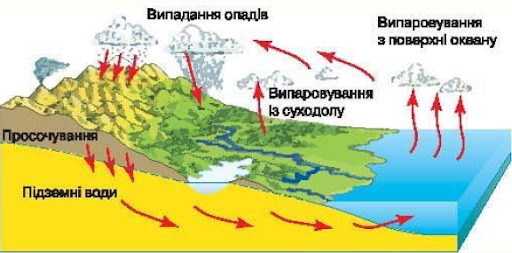 Випадання опадів
Випаровування
з поверхні океану
Випаровування
із суходолу
Просочування
Підземні води